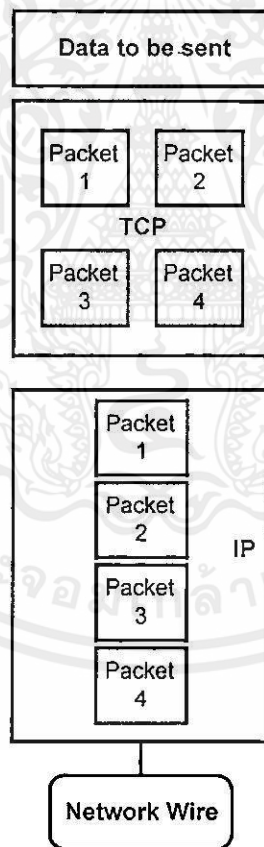 Data to be sent
Packet
1
Packet
2
TCP
Packet
3
Packet
4
Packet
1
Packet
2
IP
Packet
3
Packet
4
Network Wire